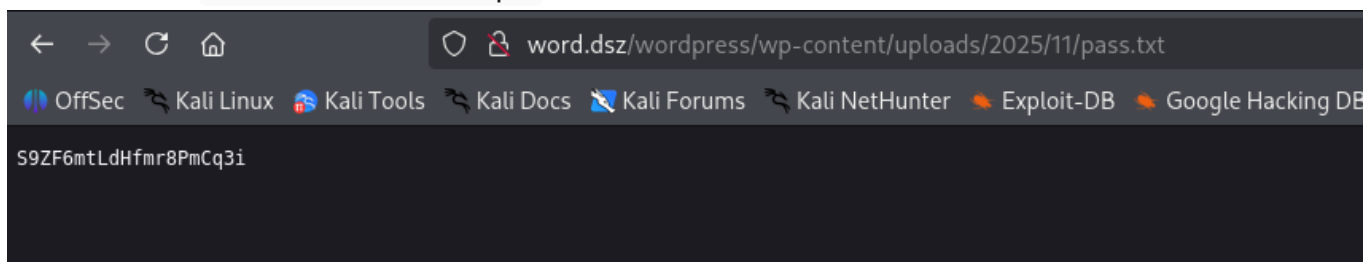 word.dsz/wordpress/wp-content/uploads/2025/11/pass.txt
OffSec Kali Linux Kali Tools Kali Docs Kali Forums Kali NetHunter Exploit-DB Google Hacking DB
S9ZF6mtLdHfmr8PmCq3i